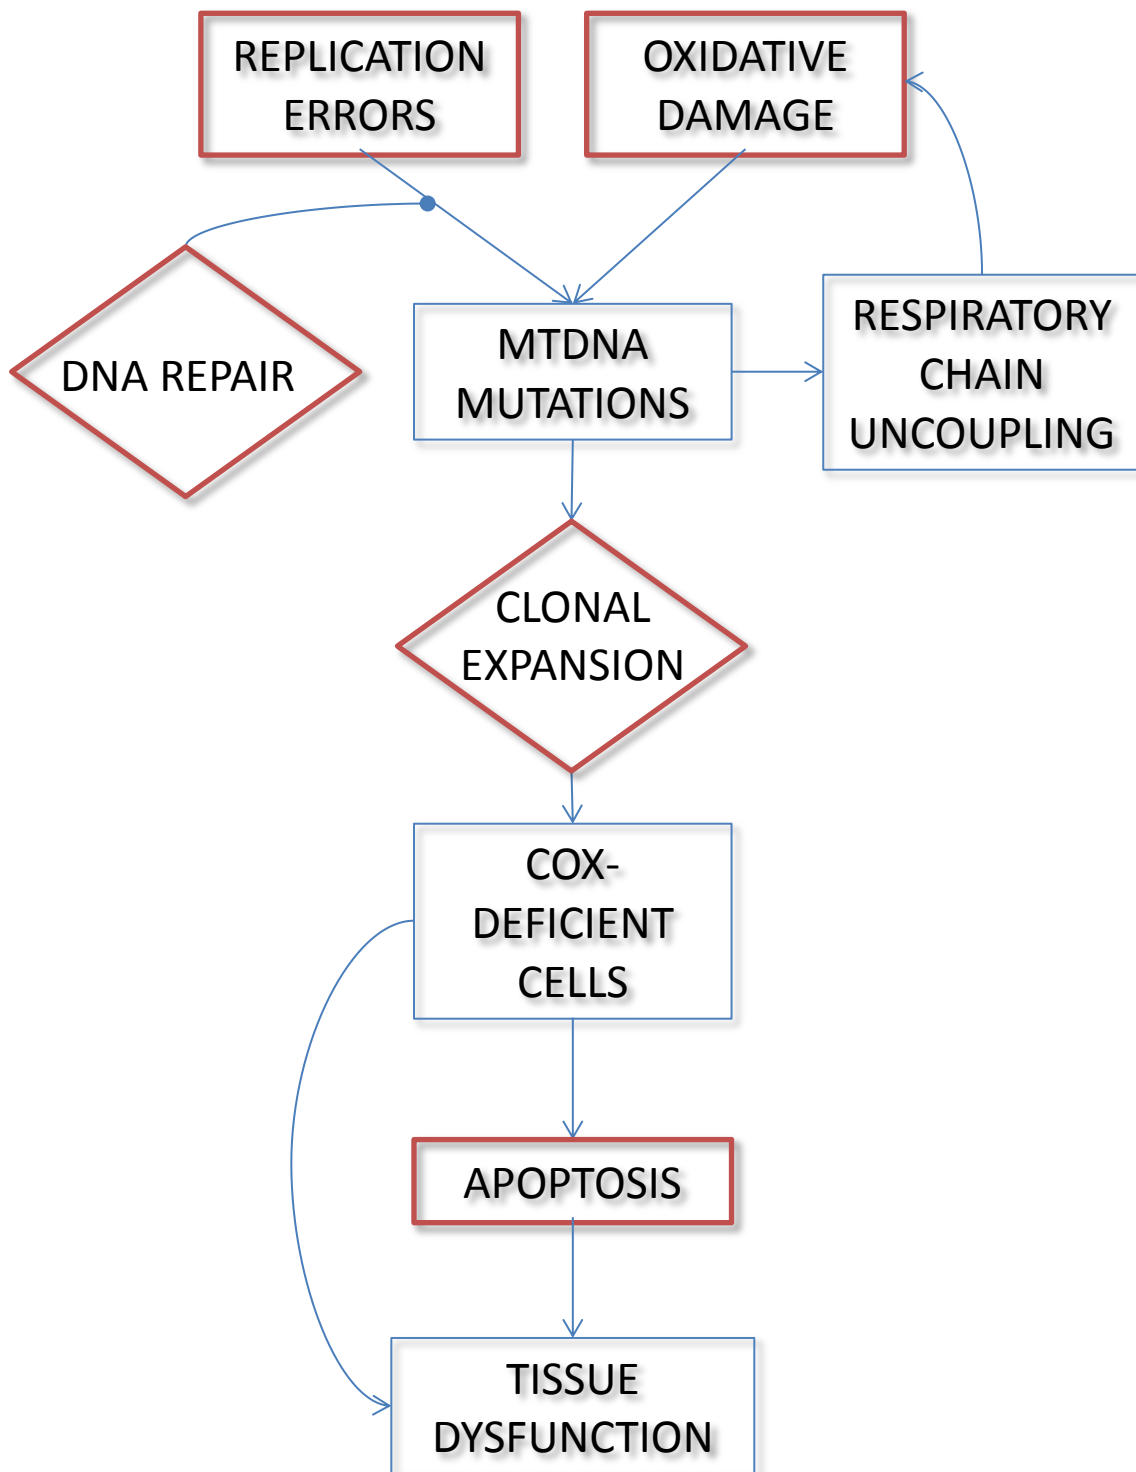 REPLICATION
ERRORS
OXIDATIVE
DAMAGE
DNA REPAIR
MTDNA
MUTATIONS
RESPIRATORY
CHAIN
UNCOUPLING
CLONAL
EXPANSION
COX-
DEFICIENT
CELLS
APOPTOSIS
TISSUE
DYSFUNCTION